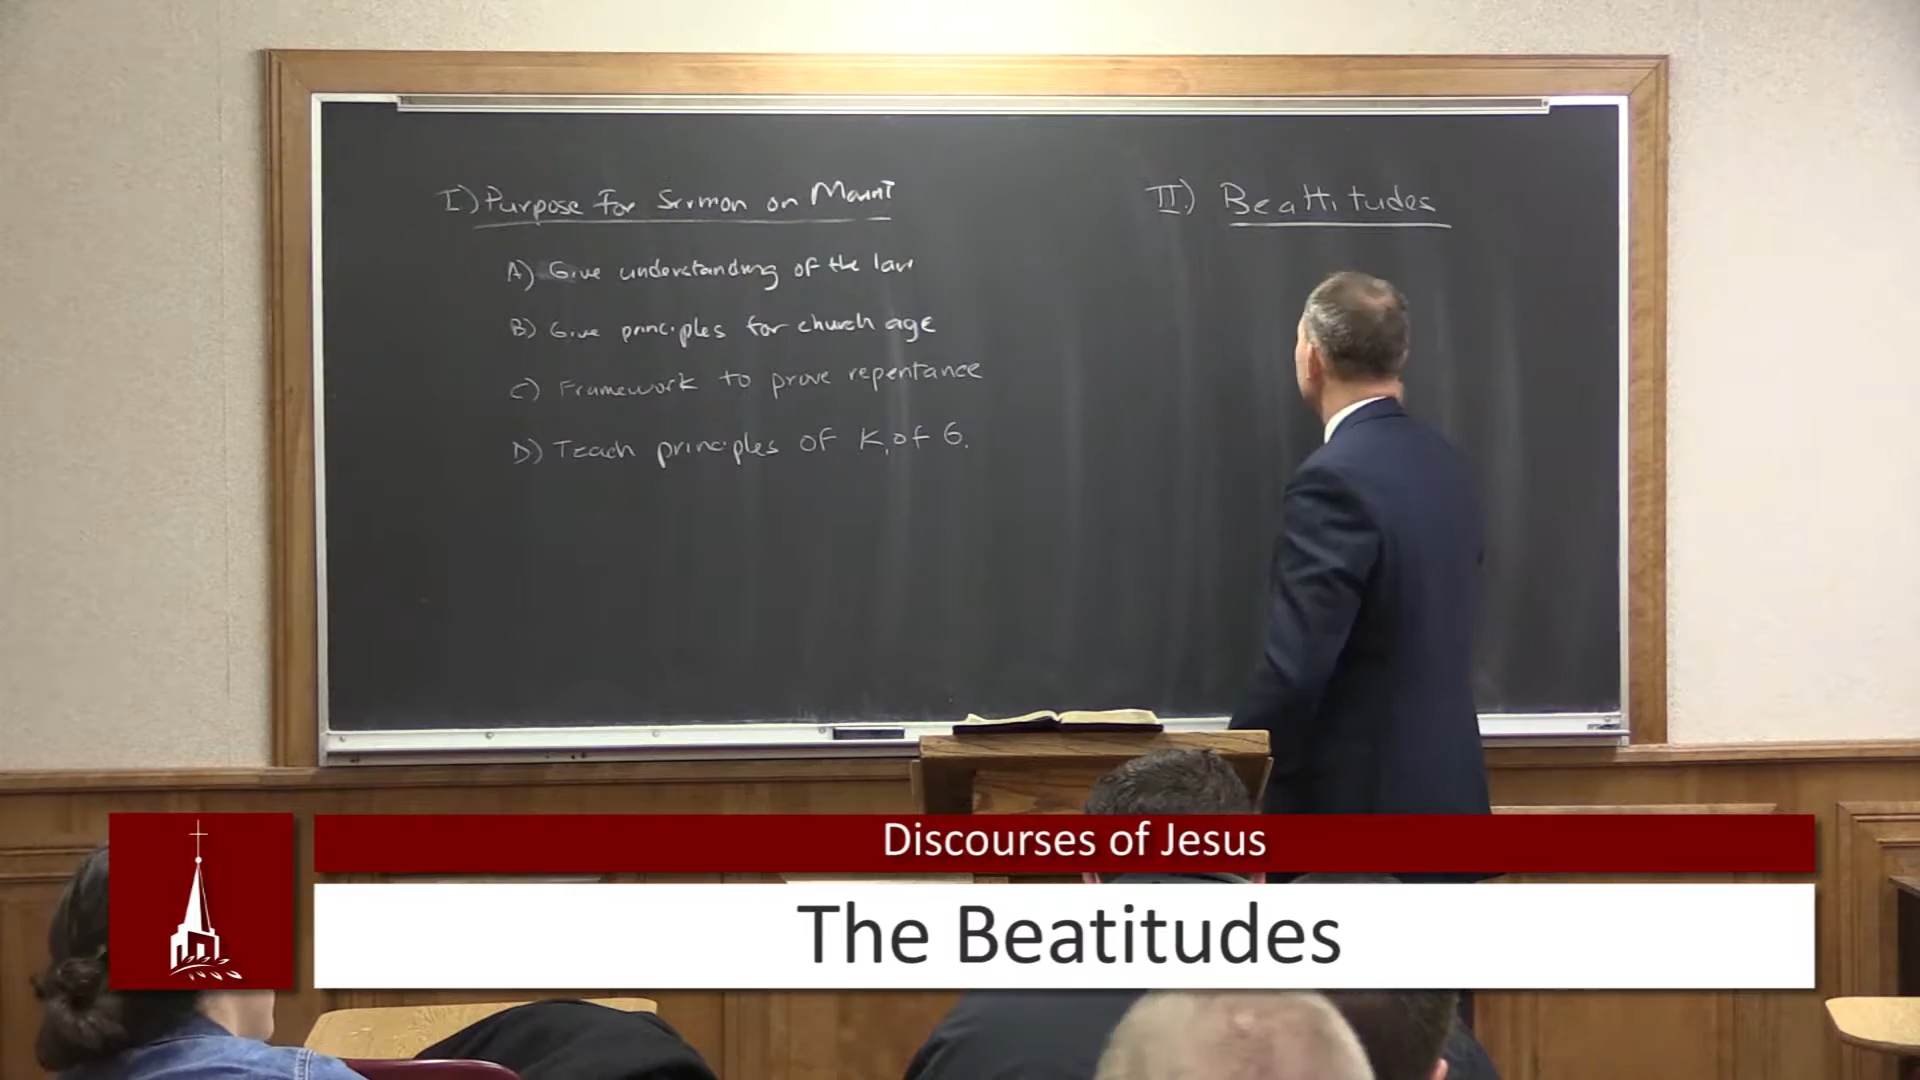 I) Purpose For Sermon on Mount
A) Give understanding of the law
B) Give principles for church age
C) Framework to prove repentance
D) Teach principles of K. of G.
II.) Beattitudes
Discourses of Jesus
The Beatitudes